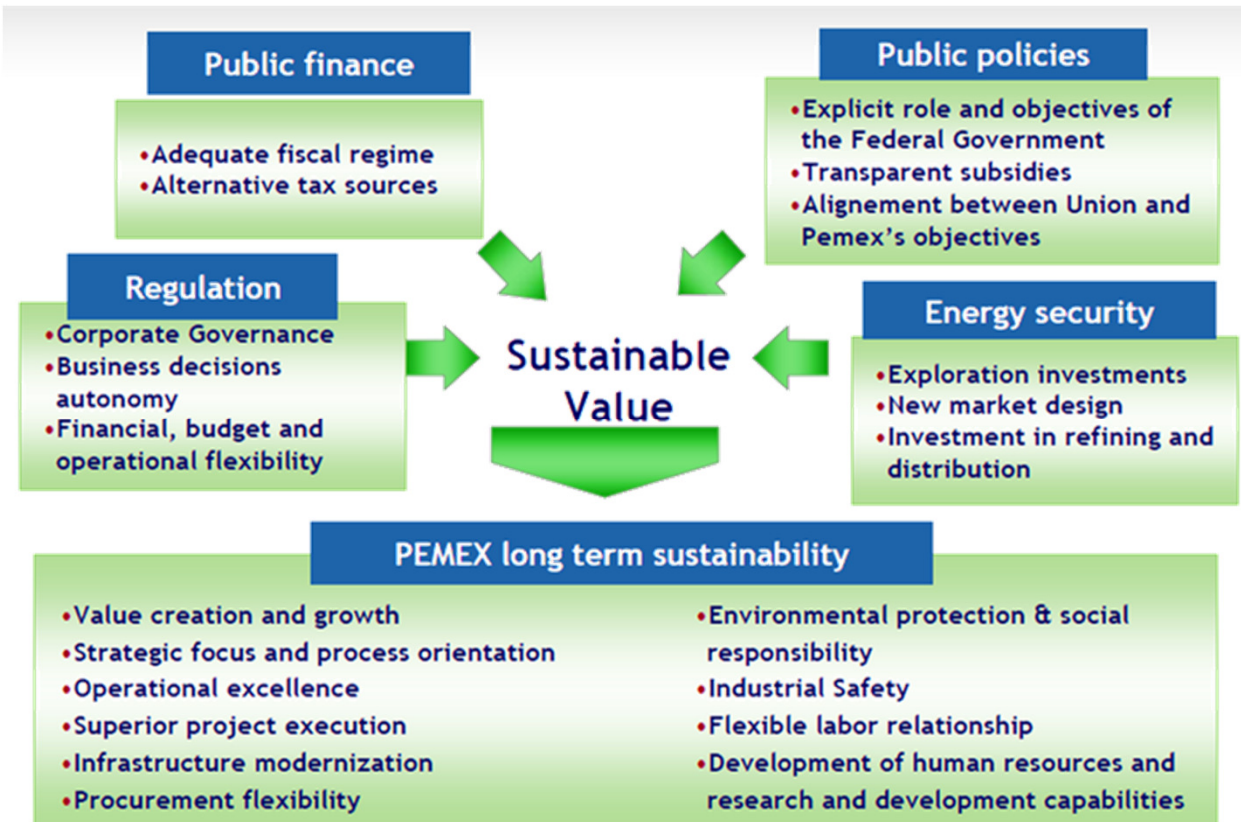 Public finance
•Adequate fiscal regime
•Alternative tax sources
Public policies
•Explicit role and objectives of
the Federal Government
•Transparent subsidies
•Alignement between Union and
Pemex's objectives
Regulation
•Corporate Governance
•Business decisions
autonomy
•Financial, budget and
operational flexibility
Sustainable
Value
Energy security
•Exploration investments
•New market design
•Investment in refining and
distribution
PEMEX long term sustainability
•Value creation and growth
•Strategic focus and process orientation
•Operational excellence
•Superior project execution
•Infrastructure modernization
•Procurement flexibility
•Environmental protection & social
responsibility
•Industrial Safety
•Flexible labor relationship
•Development of human resources and
research and development capabilities